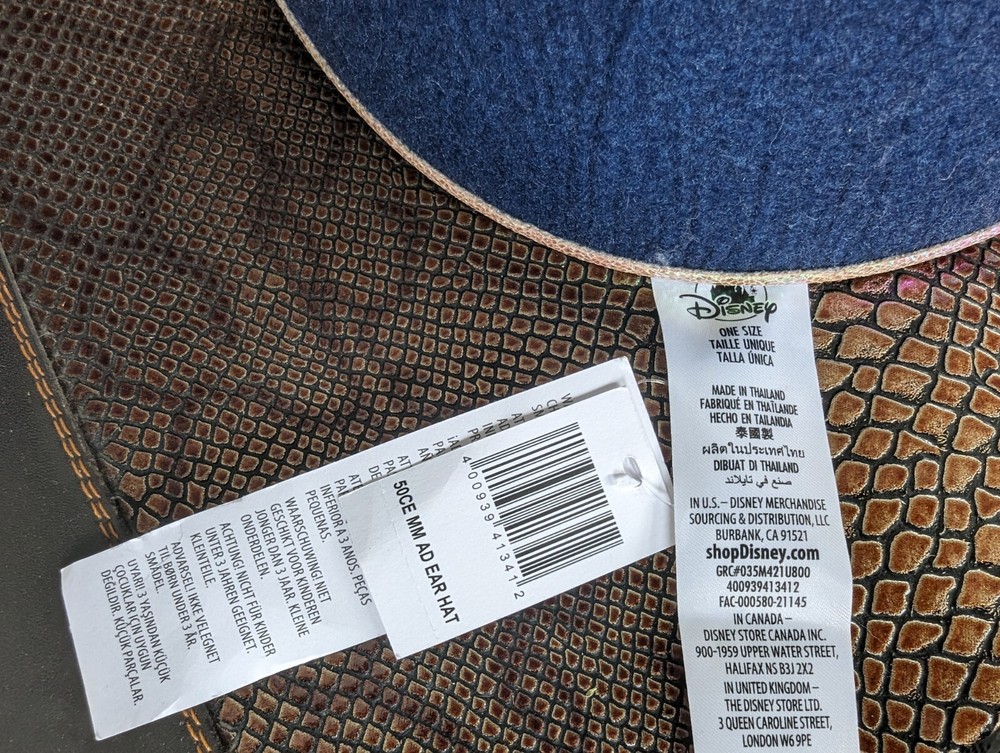 Disney
ONE SIZE
TAILLE UNIQUE
TALLA ÚNICA
MADE IN THAILAND
FABRIQUÉ EN THAÏLANDE
HECHO EN TAILANDIA
泰國製
ผลิตในประเทศไทย
DIBUAT DI THAILAND
صنع في تايلاند
IN U.S. – DISNEY MERCHANDISE
SOURCING & DISTRIBUTION, LLC
BURBANK, CA 91521
shopDisney.com
GRC#035M421U800
400939413412
FAC-000580-21145
IN CANADA –
DISNEY STORE CANADA INC.
900-1959 UPPER WATER STREET,
HALIFAX NS B3J 2X2
IN UNITED KINGDOM –
THE DISNEY STORE LTD.
3 QUEEN CAROLINE STREET,
LONDON W6 9PE
4 00939 41341 2
50CE MM AD EAR HAT
INFERIOR A 3 ANOS PEÇAS
PEQUENAS.
WAARSCHUWING! NIET
GESCHIKT VOOR KINDEREN
JONGER DAN 3 JAAR. KLEINE
ONDERDELEN.
ACHTUNG! NICHT FÜR KINDER
UNTER 3 JAHREN GEEIGNET.
KLEINTEILE.
ADVARSEL! IKKE VELEGNET
TIL BØRN UNDER 3 ÅR.
SMÅDE.
UYARI! 3 YAŞINDAN KÜÇÜK
ÇOCUKLAR İÇİN UYGUN
DEĞİLDİR. KÜÇÜK PARÇALAR.